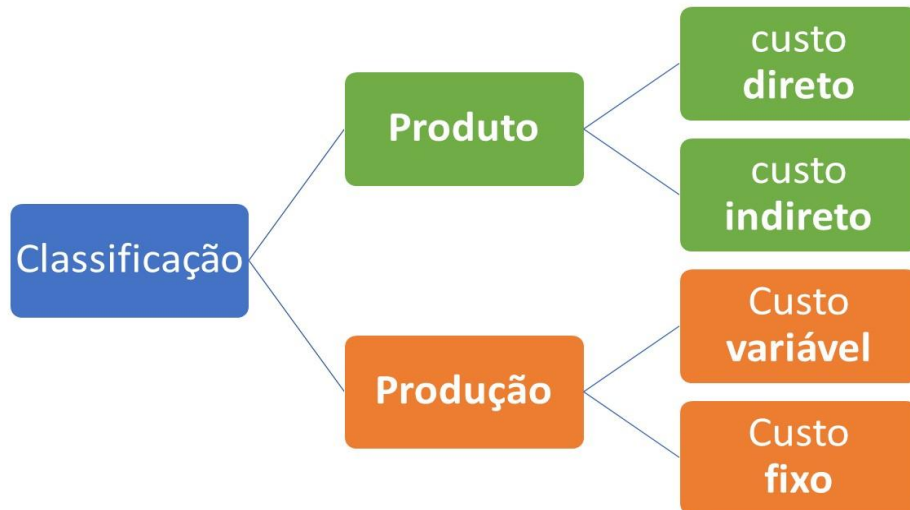 Classificação
Produto
custo
direto
custo
indireto
Produção
Custo
variável
Custo
fixo